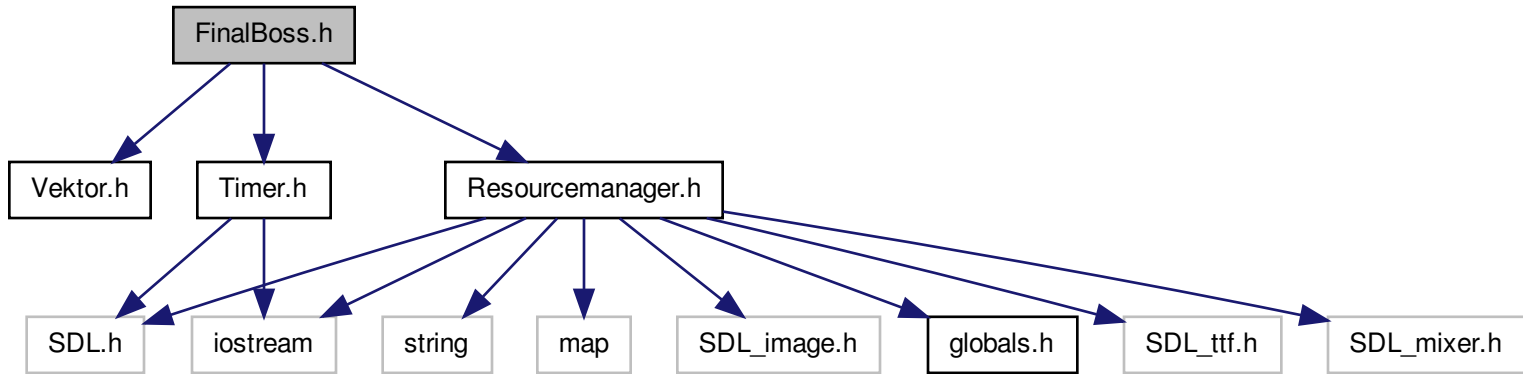 FinalBoss.h
Vektor.h
Timer.h
Resourcemanager.h
SDL.h
iostream
string
map
SDL_image.h
globals.h
SDL_ttf.h
SDL_mixer.h